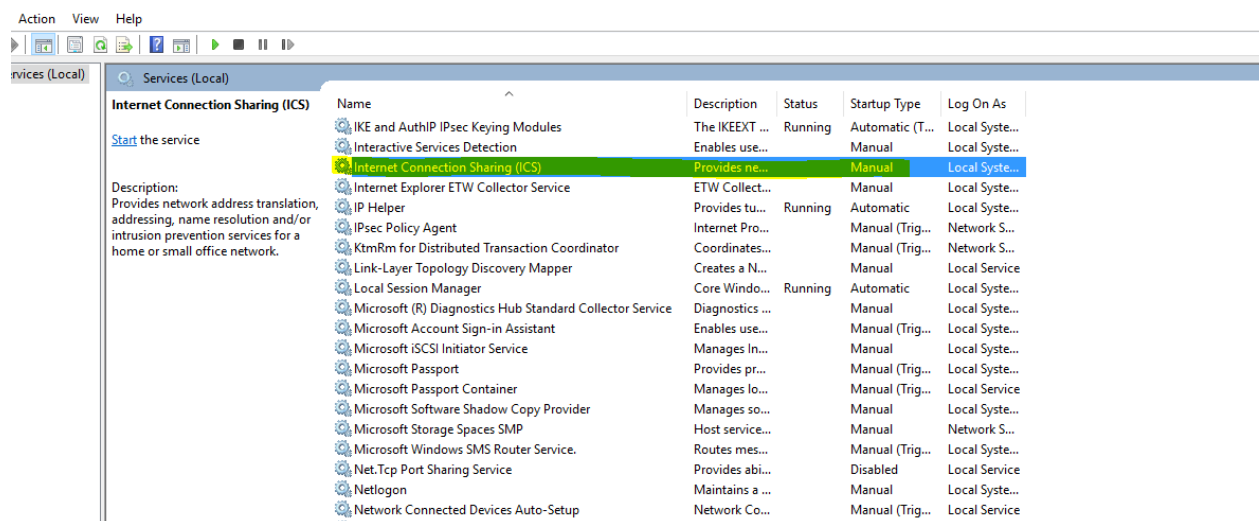 Action View Help
ervices (Local)
Services (Local)
Internet Connection Sharing (ICS)
Start the service
Description:
Provides network address translation,
addressing, name resolution and/or
intrusion prevention services for a
home or small office network.
Name Description Status Startup Type Log On As
IKE and AuthIP IPsec Keying Modules The IKEEXT ... Running Automatic (T... Local Syste...
Interactive Services Detection Enables use... Manual Local Syste...
Internet Connection Sharing (ICS) Provides ne... Manual Local Syste...
Internet Explorer ETW Collector Service ETW Collect... Manual Local Syste...
IP Helper Provides tu... Running Automatic Local Syste...
IPsec Policy Agent Internet Pro... Manual (Trig... Network S...
KtmRm for Distributed Transaction Coordinator Coordinates... Manual (Trig... Network S...
Link-Layer Topology Discovery Mapper Creates a N... Manual Local Service
Local Session Manager Core Windo... Running Automatic Local Syste...
Microsoft (R) Diagnostics Hub Standard Collector Service Diagnostics ... Manual Local Syste...
Microsoft Account Sign-in Assistant Enables use... Manual (Trig... Local Syste...
Microsoft iSCSI Initiator Service Manages In... Manual Local Syste...
Microsoft Passport Provides pr... Manual (Trig... Local Syste...
Microsoft Passport Container Manages lo... Manual (Trig... Local Service
Microsoft Software Shadow Copy Provider Manages so... Manual Local Syste...
Microsoft Storage Spaces SMP Host service... Manual Network S...
Microsoft Windows SMS Router Service. Routes mes... Manual (Trig... Local Syste...
Net.Tcp Port Sharing Service Provides abi... Disabled Local Service
Netlogon Maintains a ... Manual Local Syste...
Network Connected Devices Auto-Setup Network Co... Manual (Trig... Local Service